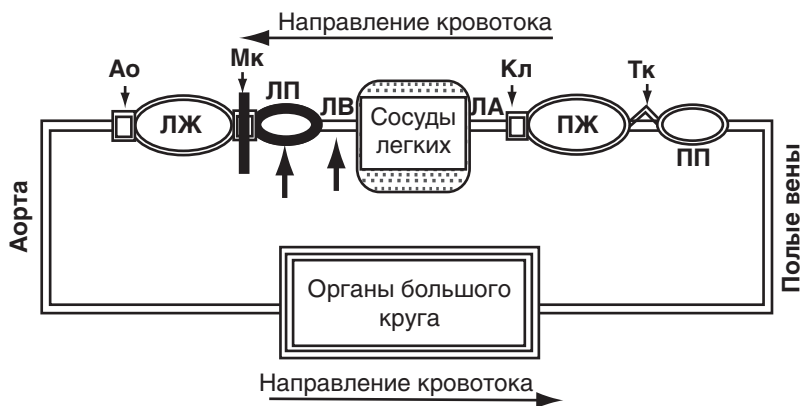 Направление кровотока
Ао
Мк
ЛП
ЛВ
ЛА
Кл
Тк
ЛЖ
Сосуды
легких
ПЖ
ПП
Аорта
Полые вены
Органы большого
круга
Направление кровотока